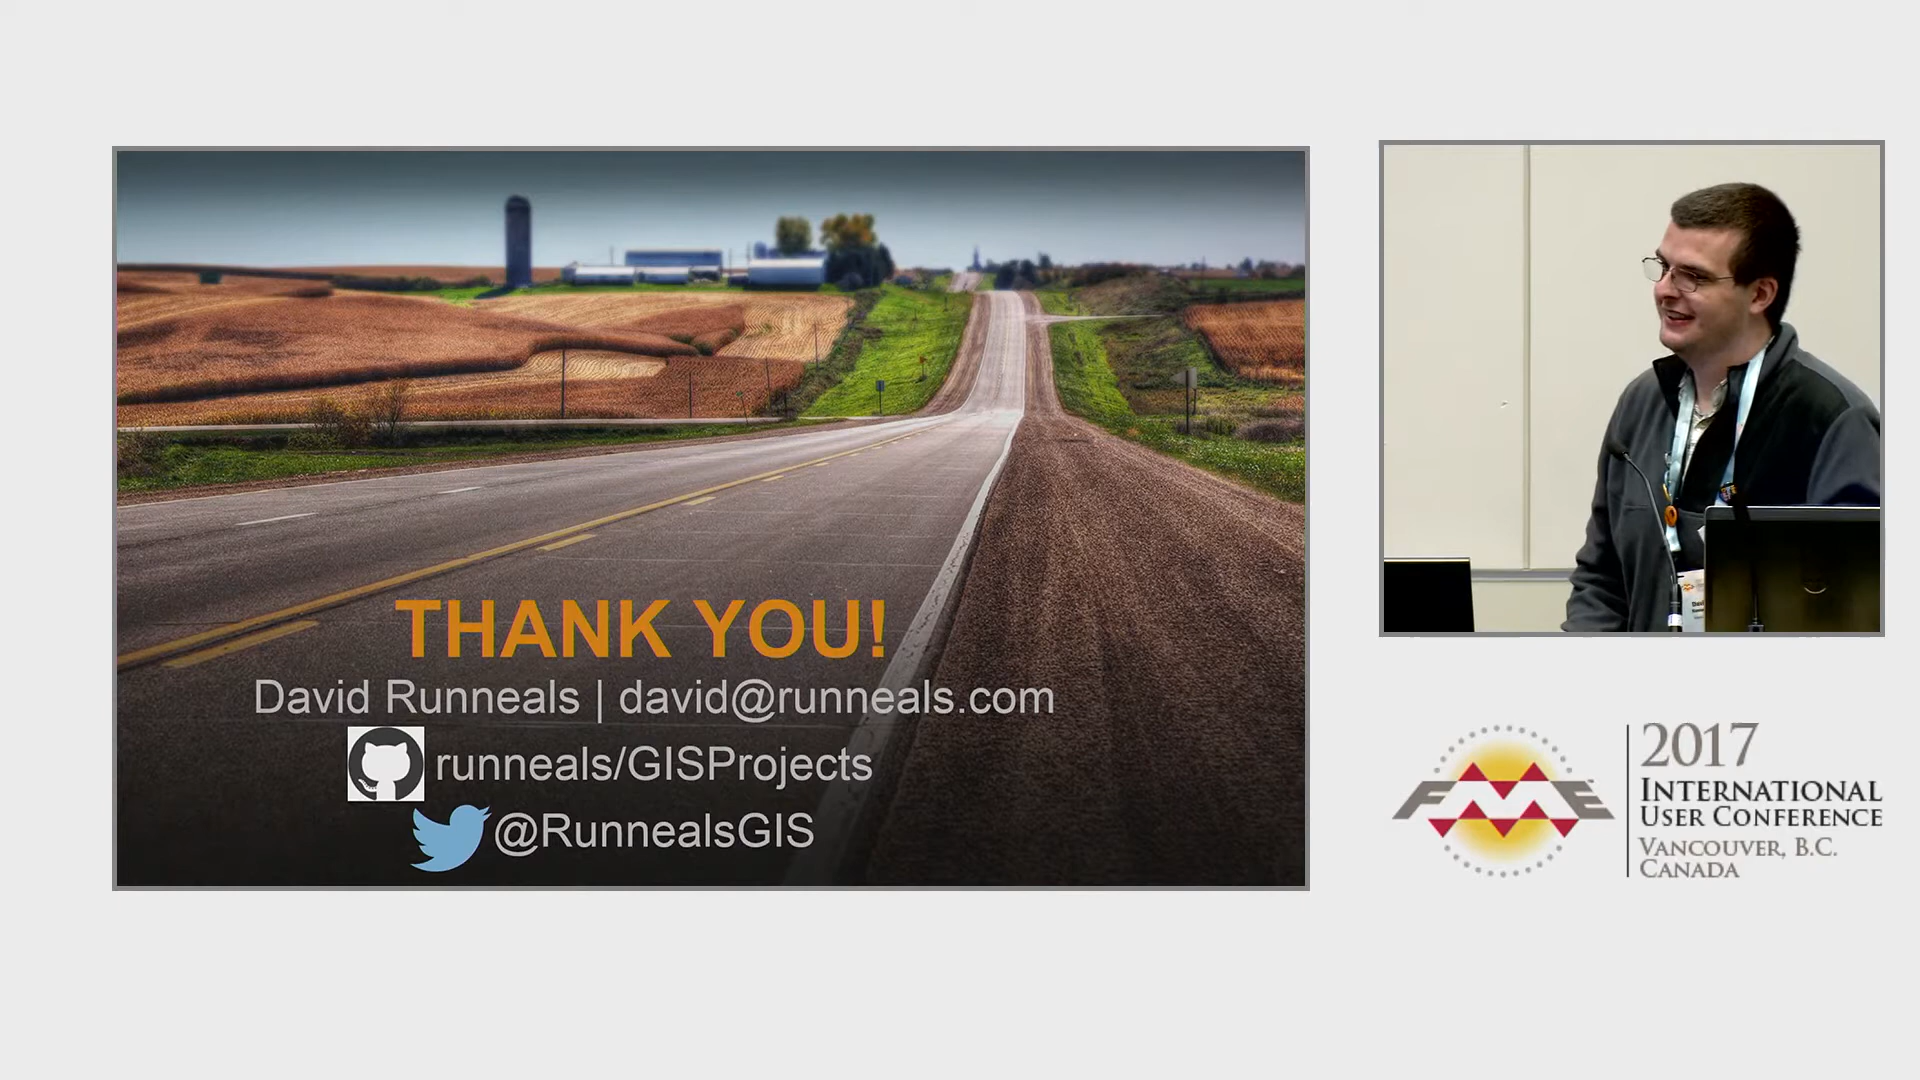 THANK YOU!
David Runneals | david@runneals.com
runneals/GISProjects
@RunnealsGIS
FME
2017
INTERNATIONAL
USER CONFERENCE
VANCOUVER, B.C.
CANADA